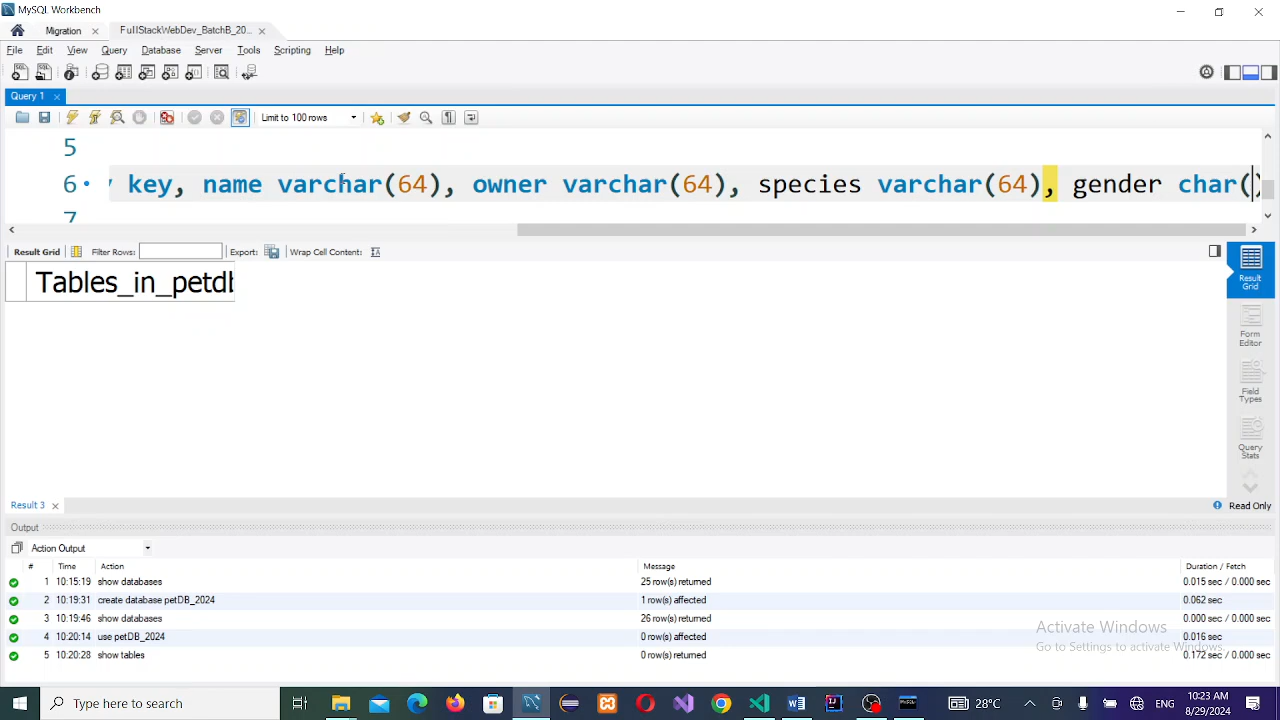 MySQL Workbench
Migration
FullStackWebDev_BatchB_20...
File Edit View Query Database Server Tools Scripting Help
Query 1
Limit to 100 rows
5
6 key, name varchar(64), owner varchar(64), species varchar(64), gender char()
7
Result Grid Filter Rows: Export: Wrap Cell Content:
Tables_in_petdb
Result Grid
Form Editor
Field Types
Query Stats
Result 3
Read Only
Output
Action Output
# Time Action Message Duration / Fetch
1 10:15:19 show databases 25 row(s) returned 0.015 sec / 0.000 sec
2 10:19:31 create database petDB_2024 1 row(s) affected 0.062 sec
3 10:19:46 show databases 26 row(s) returned 0.000 sec / 0.000 sec
4 10:20:14 use petDB_2024 0 row(s) affected 0.016 sec
5 10:20:28 show tables 0 row(s) returned 0.172 sec / 0.000 sec
Activate Windows
Go to Settings to activate Windows.
Type here to search
28°C
ENG
10:23 AM
8/29/2024